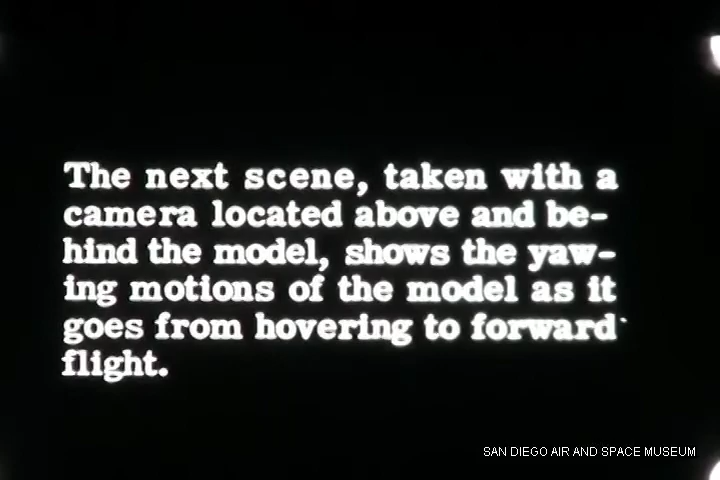 The next scene, taken with a
camera located above and be-
hind the model, shows the yaw-
ing motions of the model as it
goes from hovering to forward
flight.
SAN DIEGO AIR AND SPACE MUSEUM